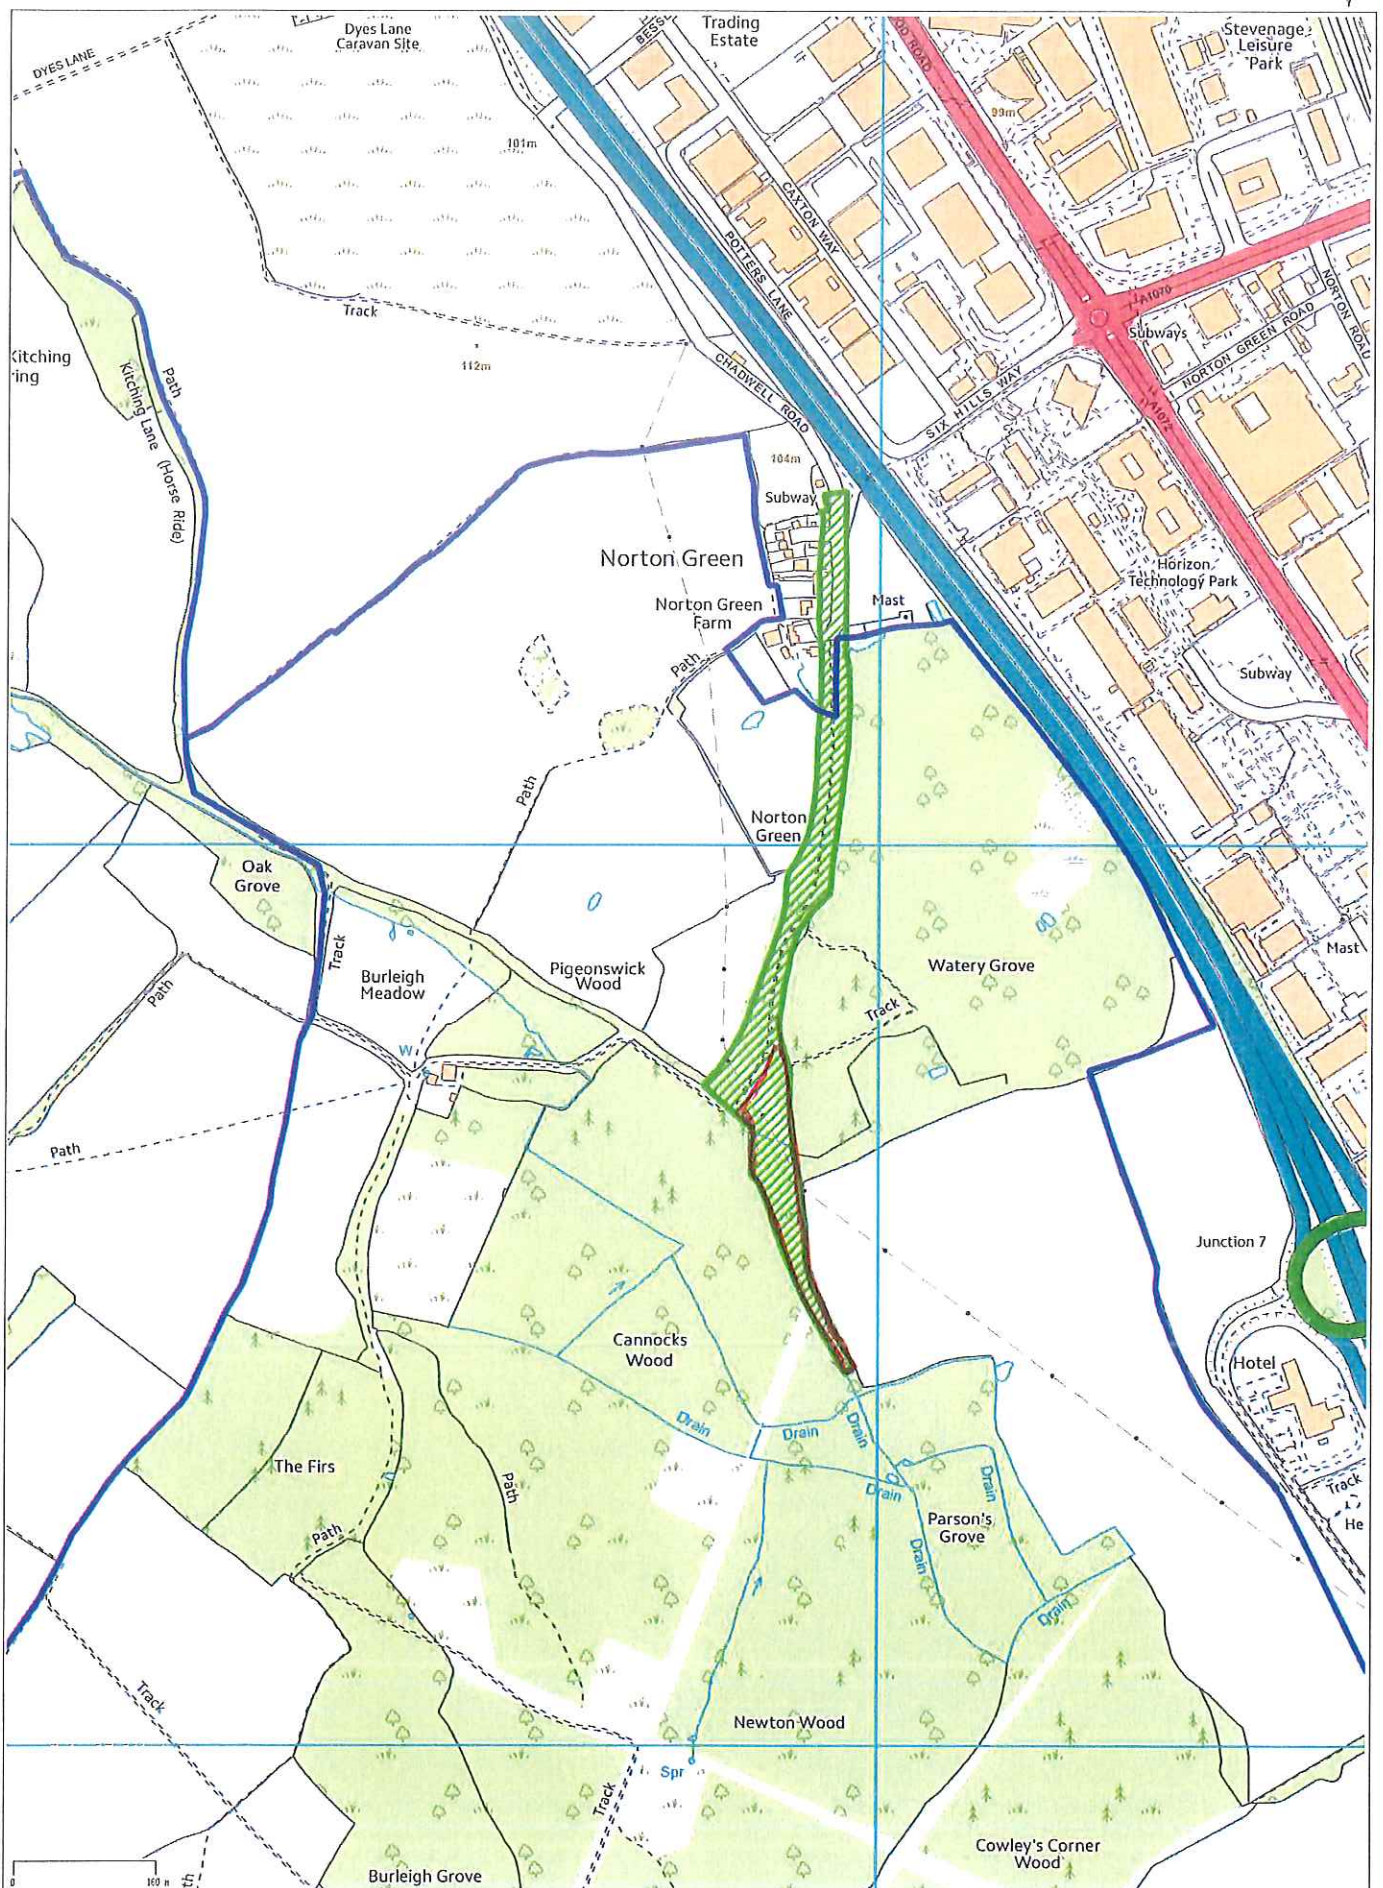 Dyes Lane
Caravan Site
DYES LANE
Trading
Estate
Stevenage
Leisure
Park
99m
101m
CAXTON WAY
POTTERS LANE
Track
112m
CHADWELL ROAD
A1070
Subways
NORTON ROAD
NORTON GREEN ROAD
SIX HILLS WAY
A1072
Path
Kitching Lane (Horse Ride)
104m
Subway
Norton Green
Horizon
Technology Park
Norton Green
Farm
Mast
Path
Subway
Path
Norton
Green
Oak
Grove
Track
Burleigh
Meadow
Pigeonswick
Wood
Watery Grove
Mast
Path
Track
W
Path
Junction 7
Cannocks
Wood
Hotel
Drain
Drain
Drain
The Firs
Path
Drain
Drain
Track
He
Parson's
Grove
Path
Drain
Drain
Track
Newton Wood
Spr
Track
Cowley's Corner
Wood
Burleigh Grove
0